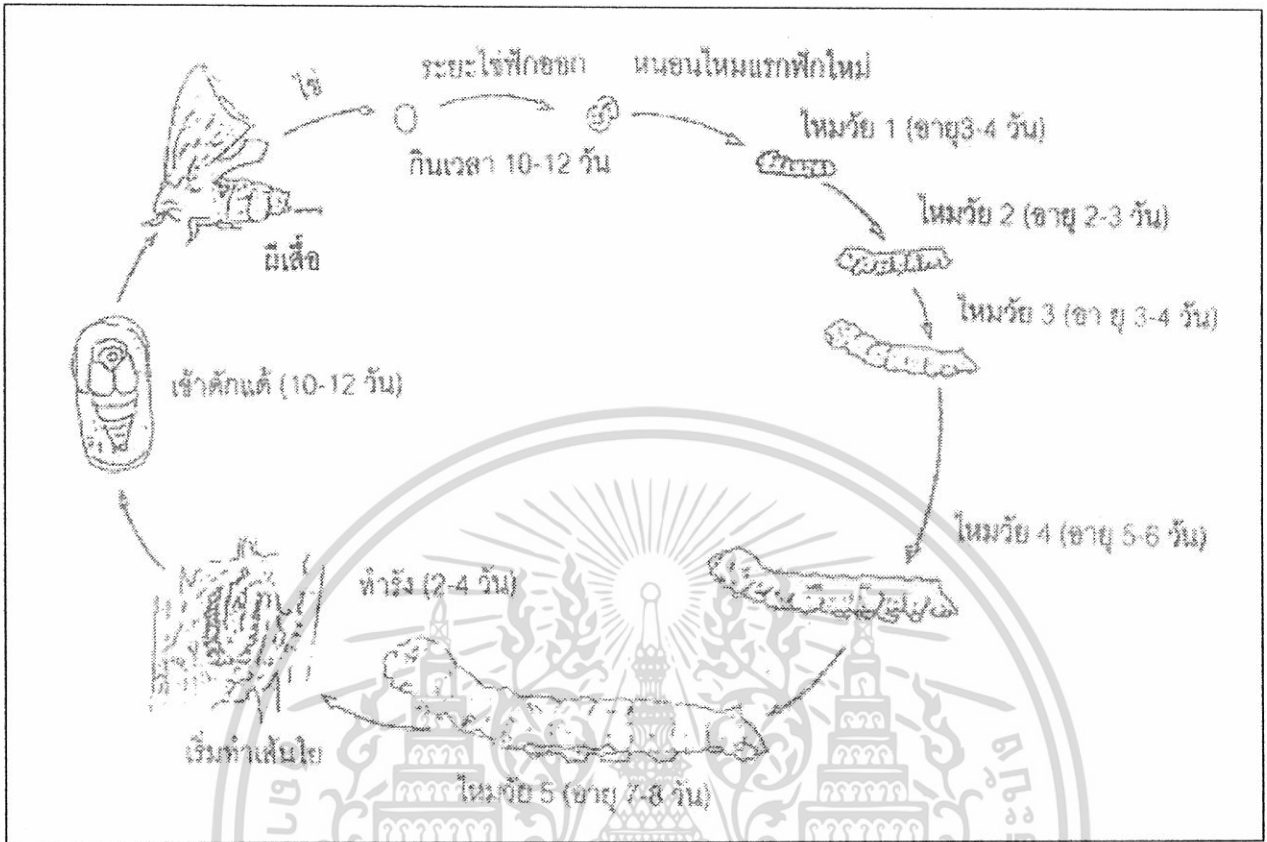 ไข่
ระยะไข่ฟักออก
หนอนไหมแรกฟักใหม่
กินเวลา 10-12 วัน
ไหมวัย 1 (อายุ3-4 วัน)
ไหมวัย 2 (อายุ 2-3 วัน)
ไหมวัย 3 (อา ยุ 3-4 วัน)
ไหมวัย 4 (อายุ 5-6 วัน)
ไหมวัย 5 (อายุ 7-8 วัน)
ทำรัง (2-4 วัน)
เริ่มทำเส้นใย
เข้าดักแด้ (10-12 วัน)
ผีเสื้อ